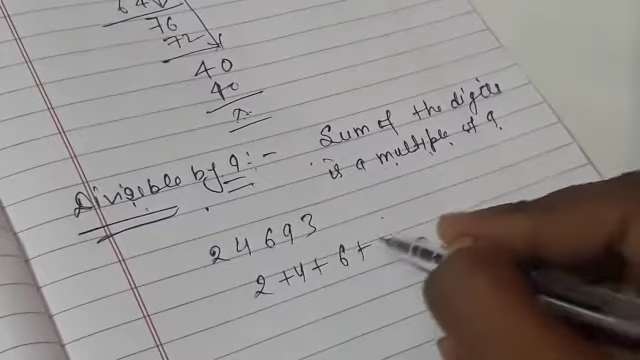 64
76
72
40
40
x
Divisible by 9:- Sum of the digits
is a multiple of 9.
24693
2+4+6+